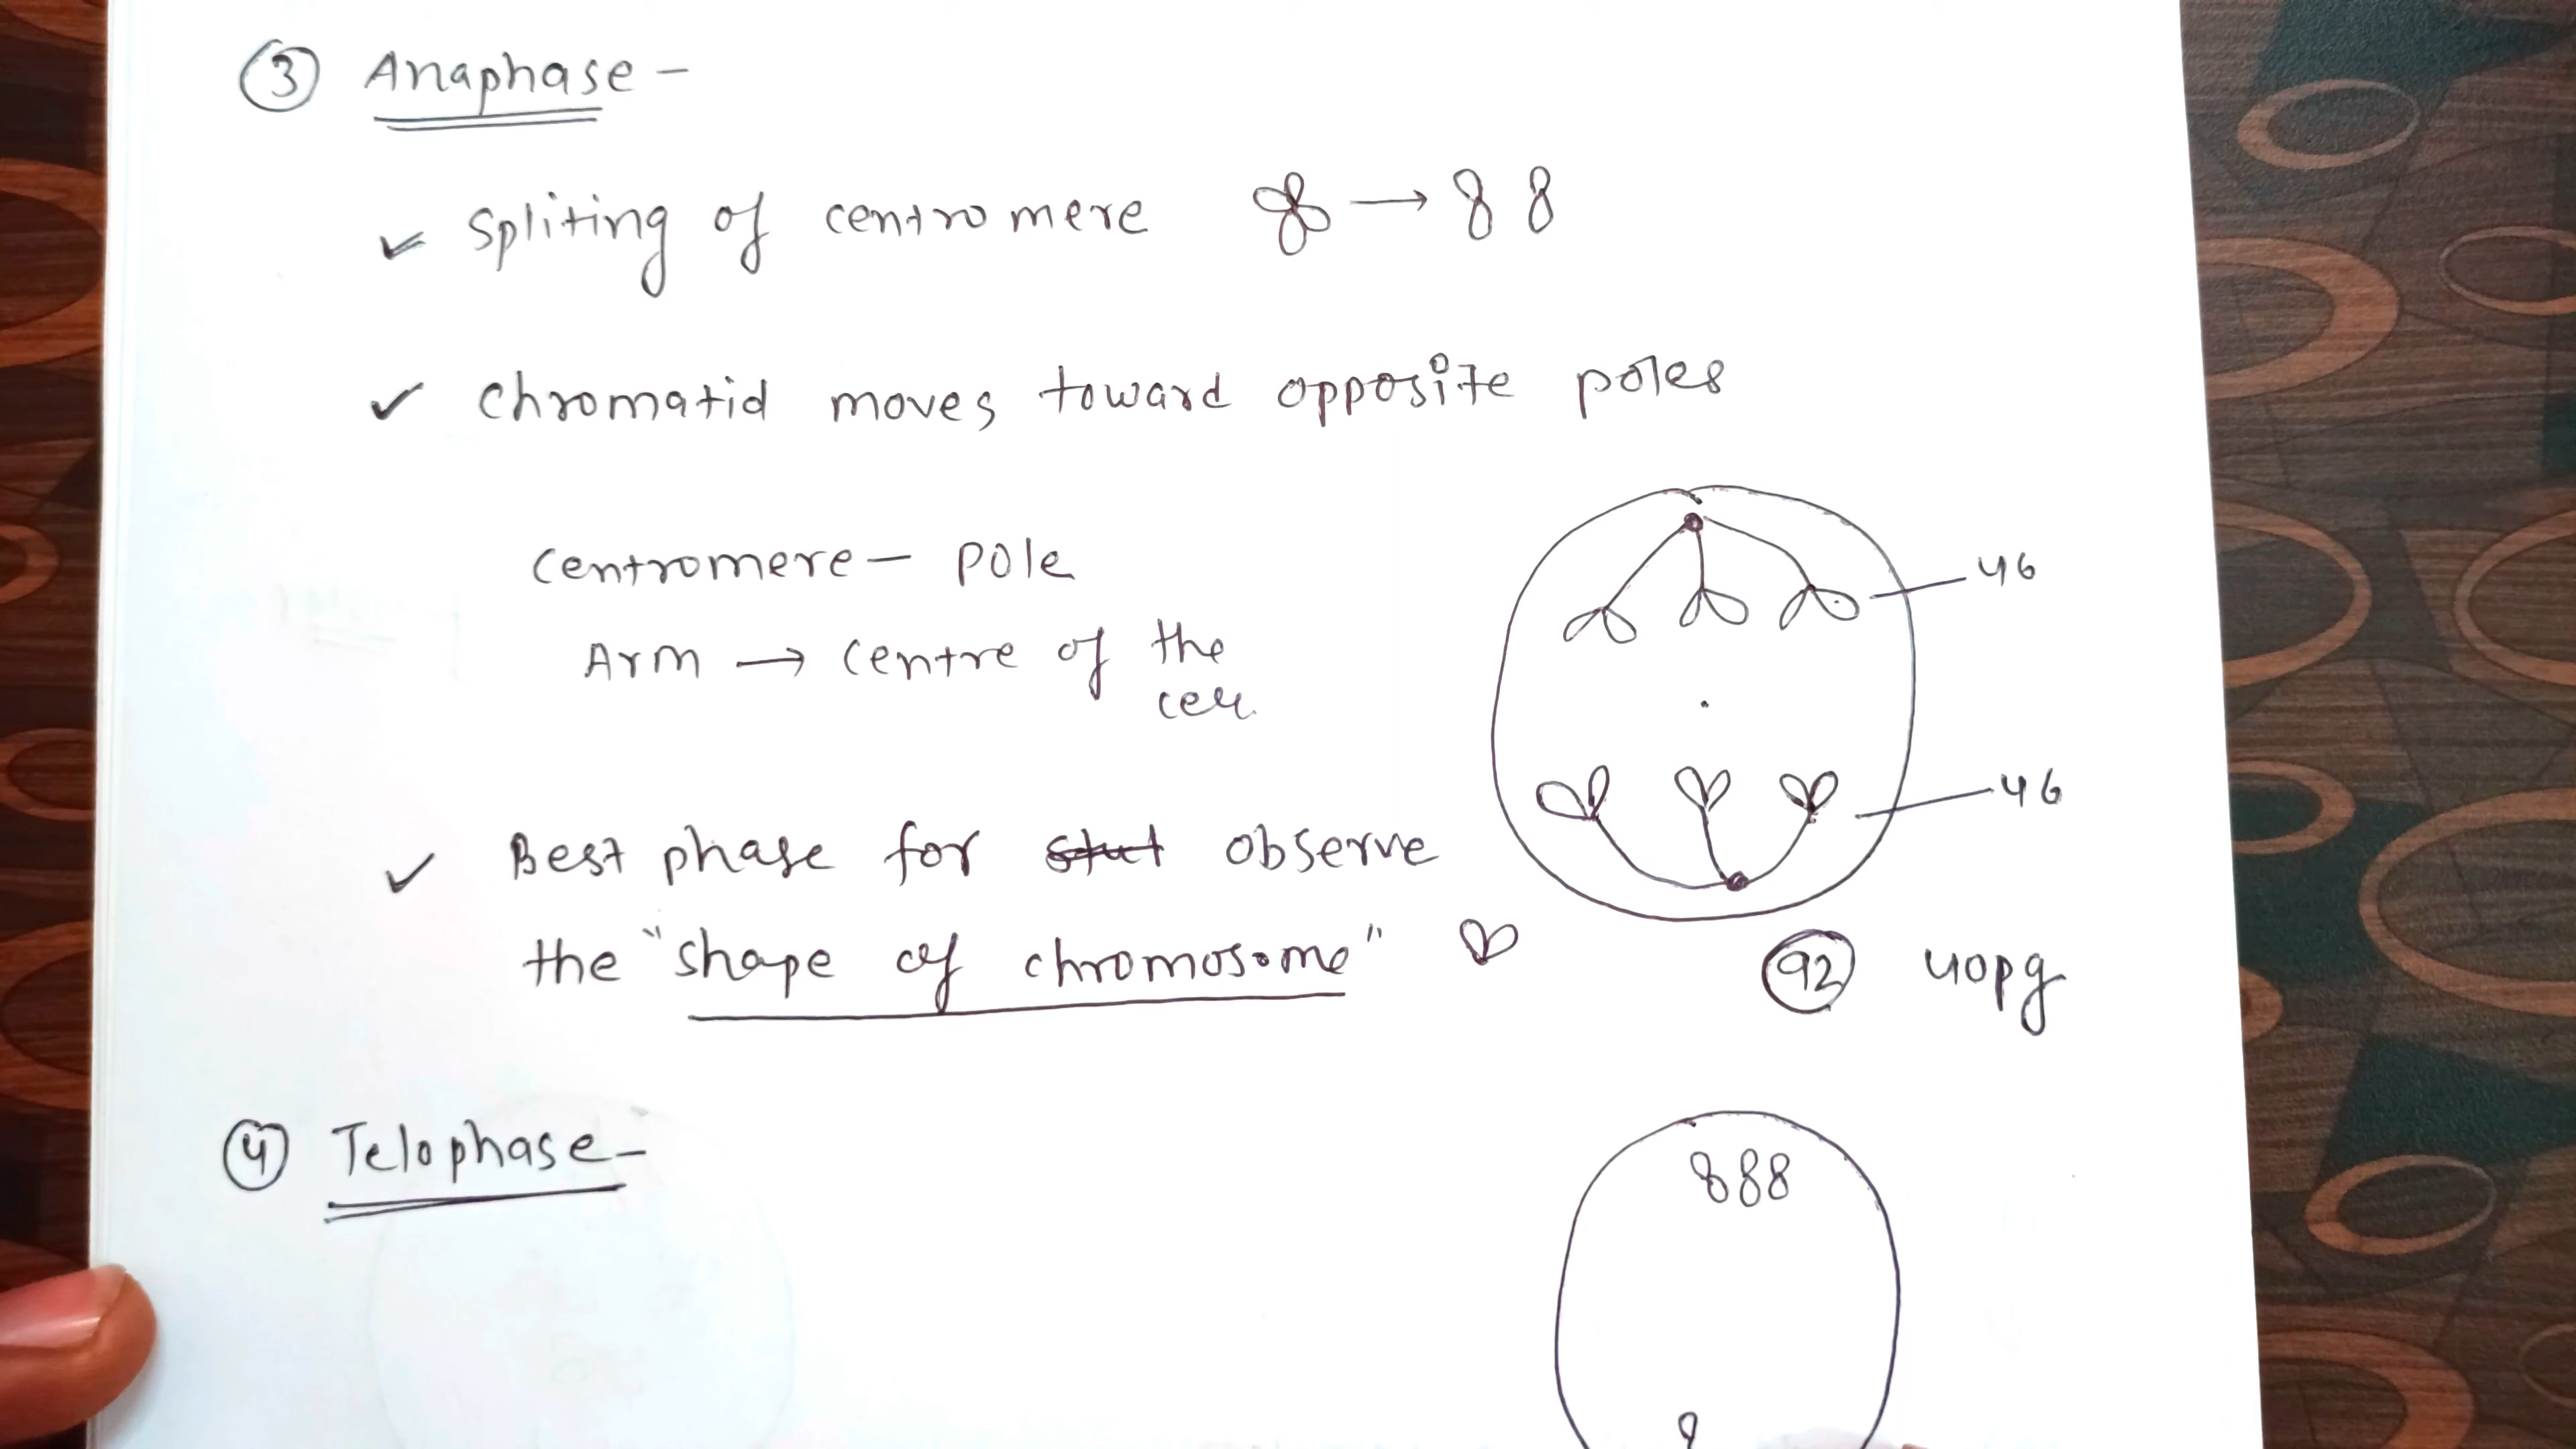 ③ Anaphase -
✓ Spliting of centromere → 
✓ chromatid moves toward opposite poles
centromere - pole
Arm → centre of the
cell
46
46
✓ Best phase for observe
the "shape of chromosome"
92 40pg
④ Telophase -